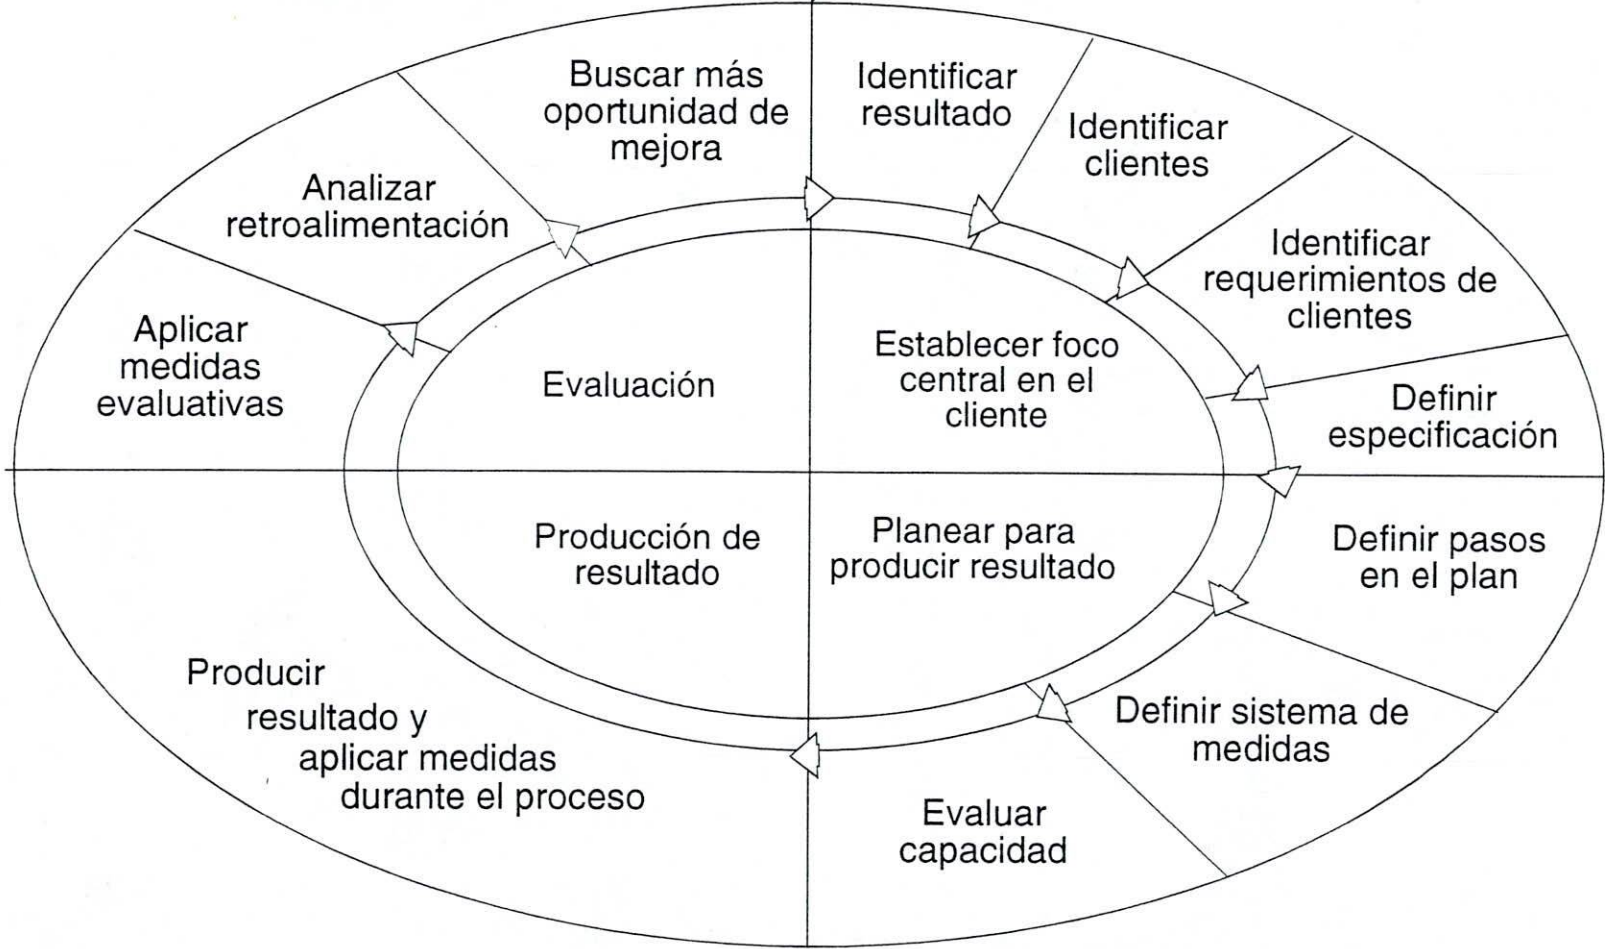 Buscar más
oportunidad de
mejora
Identificar
resultado
Identificar
clientes
Identificar
requerimientos de
clientes
Definir
especificación
Definir pasos
en el plan
Definir sistema de
medidas
Evaluar
capacidad
Producir
resultado y
aplicar medidas
durante el proceso
Aplicar
medidas
evaluativas
Analizar
retroalimentación
Evaluación
Establecer foco
central en el
cliente
Producción de
resultado
Planear para
producir resultado